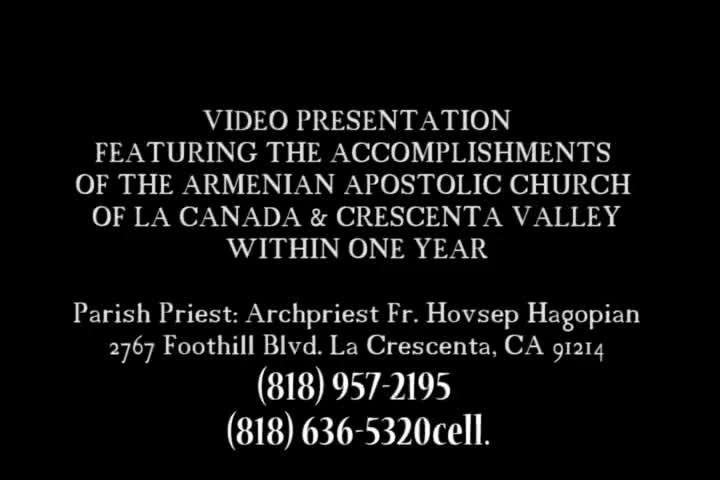 VIDEO PRESENTATION
FEATURING THE ACCOMPLISHMENTS
OF THE ARMENIAN APOSTOLIC CHURCH
OF LA CANADA & CRESCENTA VALLEY
WITHIN ONE YEAR
Parish Priest: Archpriest Fr. Hovsep Hagopian
2767 Foothill Blvd. La Crescenta, CA 91214
(818) 957-2195
(818) 636-5320cell.